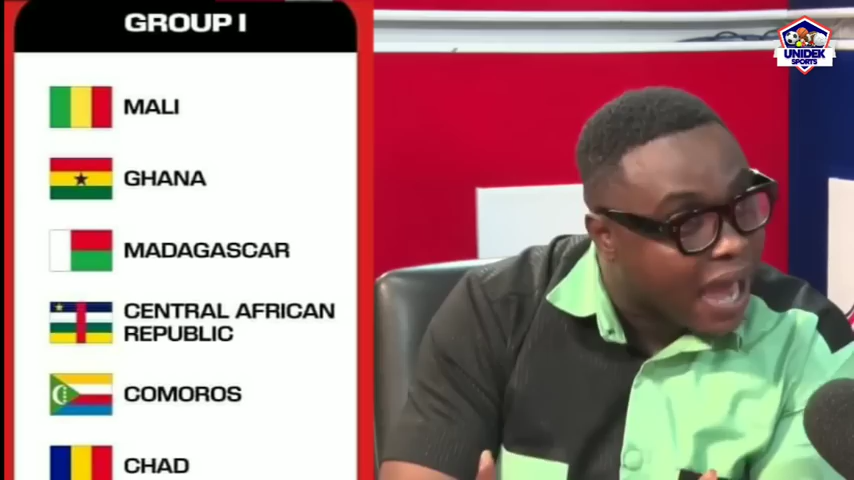 GROUP I
MALI
GHANA
MADAGASCAR
CENTRAL AFRICAN
REPUBLIC
COMOROS
CHAD
UNIDEK
SPORTS